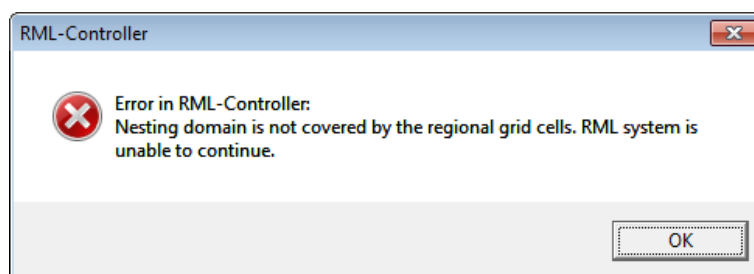 RML-Controller
Error in RML-Controller:
Nesting domain is not covered by the regional grid cells. RML system is
unable to continue.
OK